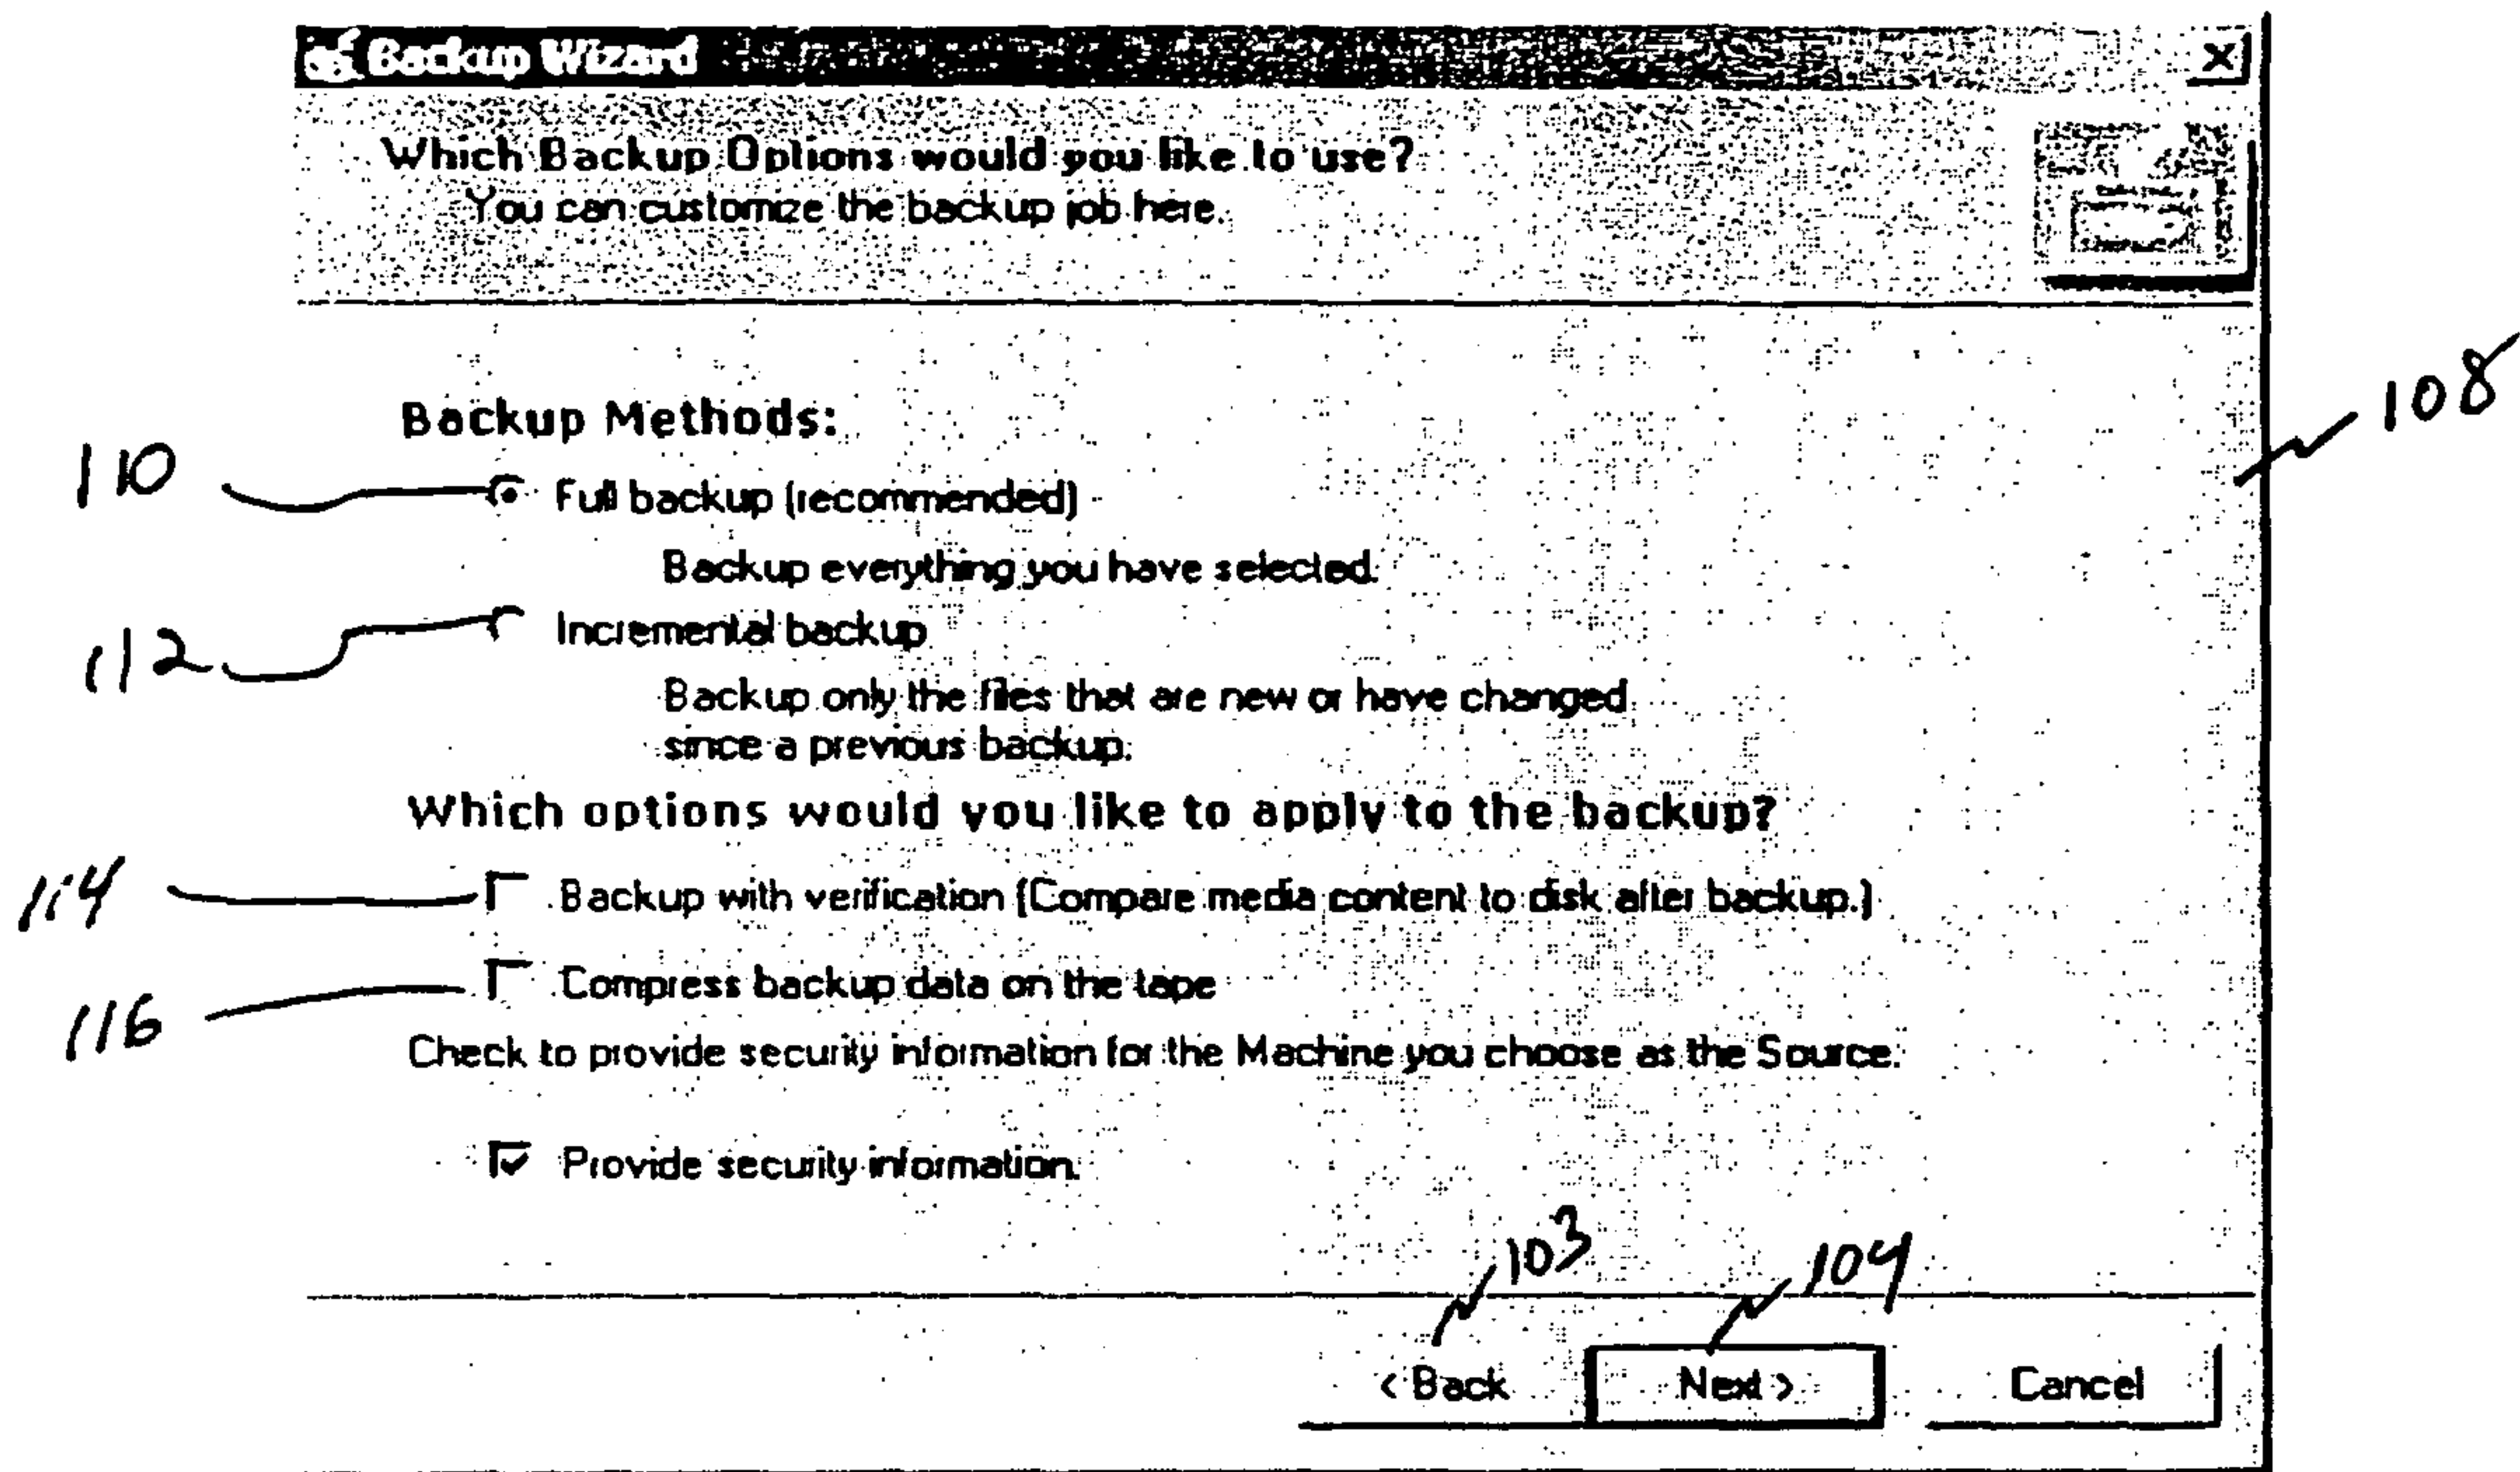 Backup Wizard
X
Which Backup Options would you like to use?
You can customize the backup job here.
108
Backup Methods:
110
Full backup (recommended)
Backup everything you have selected.
112
Incremental backup
Backup only the files that are new or have changed
since a previous backup.
Which options would you like to apply to the backup?
114
Backup with verification (Compare media content to disk after backup.)
116
Compress backup data on the tape
Check to provide security information for the Machine you choose as the Source.
Provide security information.
103
104
< Back
Next >
Cancel